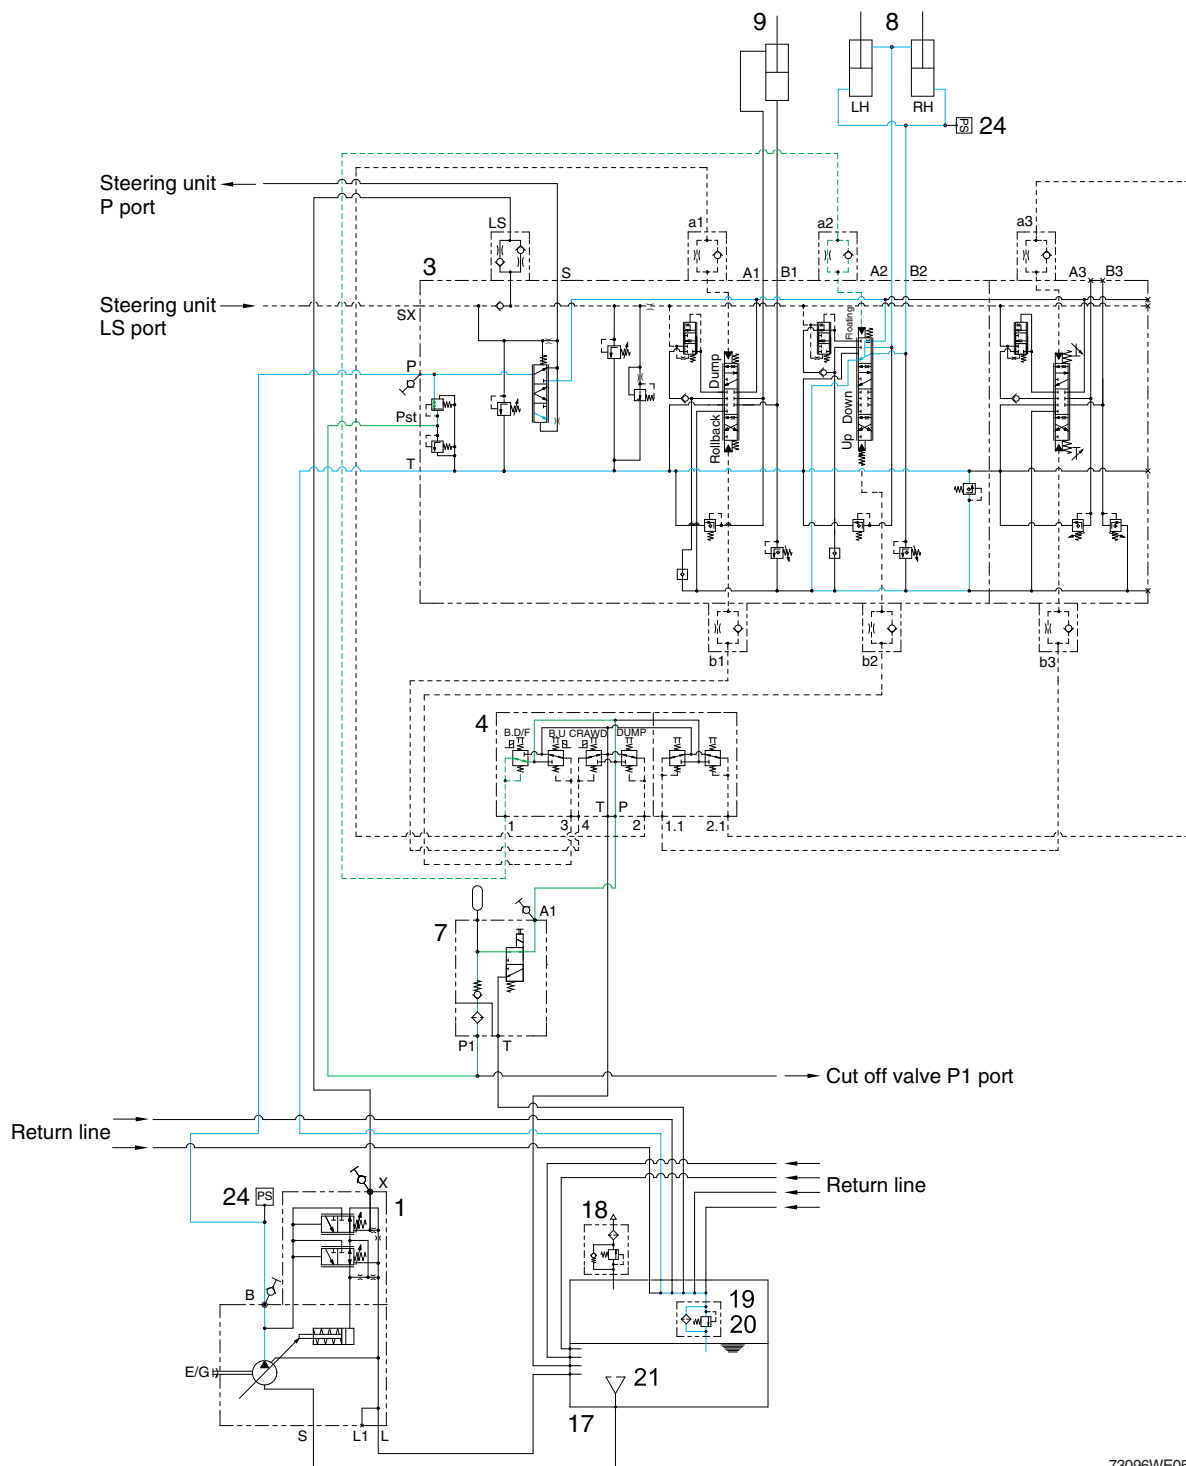 9
8
LH
RH
PS
24
Steering unit
P port
LS
a1
a2
a3
3
S
A1
B1
A2
B2
A3
B3
Steering unit
LS port
SX
Roating
P
Dump
Down
Pst
Rollback
Up
T
b1
b2
b3
4
B.D/F
B.U
CRAWD
DUMP
T
P
1
3
4
2
1.1
2.1
7
A1
P1
T
Cut off valve P1 port
Return line
X
24
PS
1
Return line
18
B
19
20
E/G
21
17
S
L1
L
73096WE05